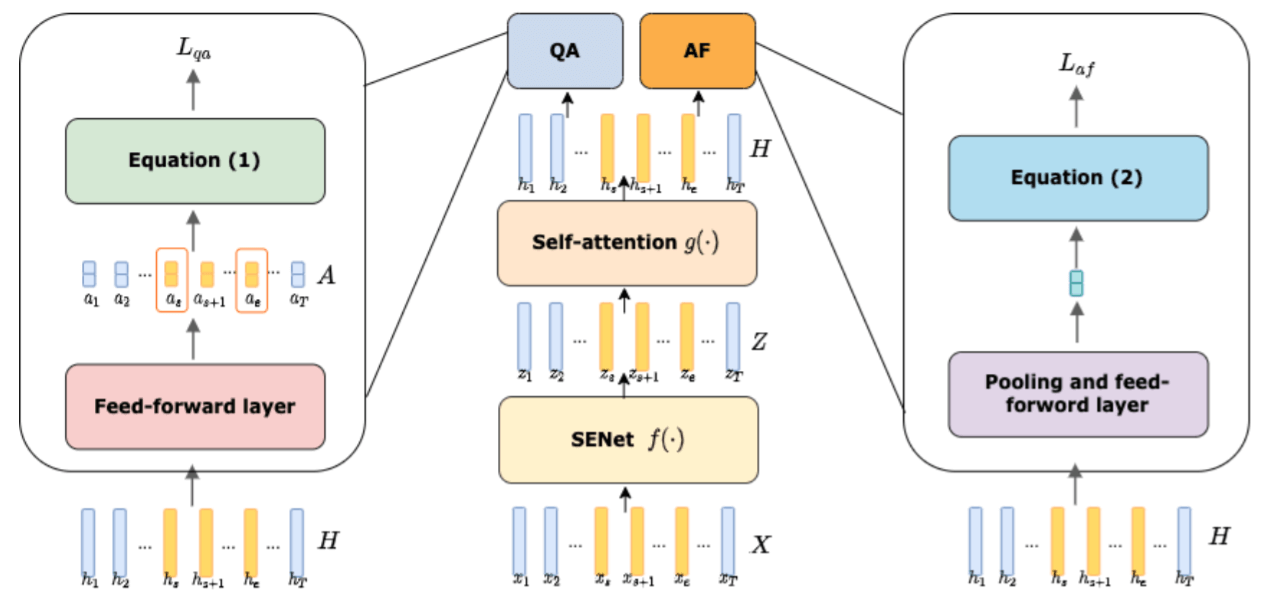 L_{qa}
Equation (1)
a_1 a_2 ... a_s a_{s+1} ... a_e ... a_T A
Feed-forward layer
h_1 h_2 ... h_s h_{s+1} ... h_e ... h_T H
QA AF
h_1 h_2 ... h_s h_{s+1} ... h_e ... h_T H
Self-attention g(·)
z_1 z_2 ... z_s z_{s+1} ... z_e ... z_T Z
SENet f(·)
x_1 x_2 ... x_s x_{s+1} ... x_e ... x_T X
L_{af}
Equation (2)
Pooling and feed-
forword layer
h_1 h_2 ... h_s h_{s+1} ... h_e ... h_T H